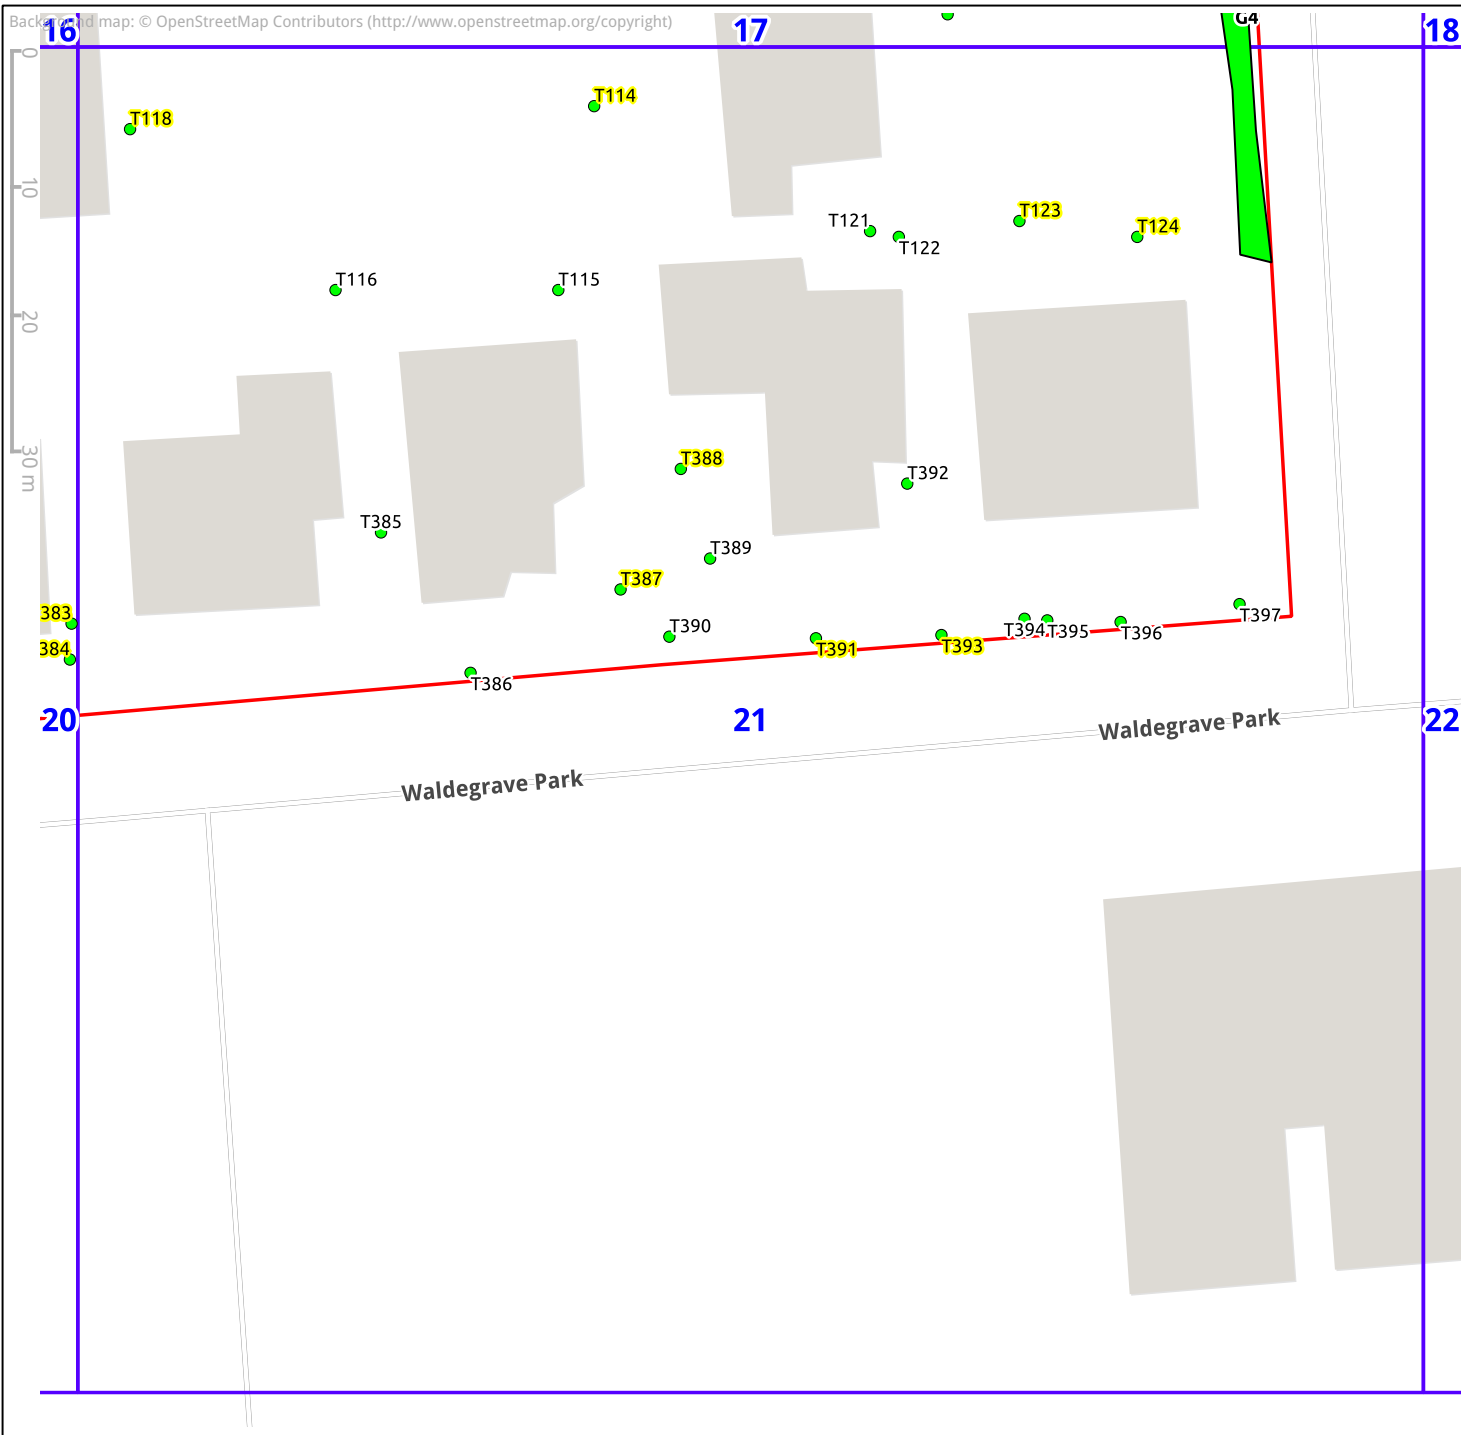 Background map: © OpenStreetMap Contributors (http://www.openstreetmap.org/copyright)
16
17
18
G4
0
T114
T118
10
T123
T121
T124
T122
T116
T115
20
T388
30 m
T392
T385
T389
T387
383
T390
T397
T394
T395
T396
T391
T393
384
T386
20
21
22
Waldegrave Park
Waldegrave Park